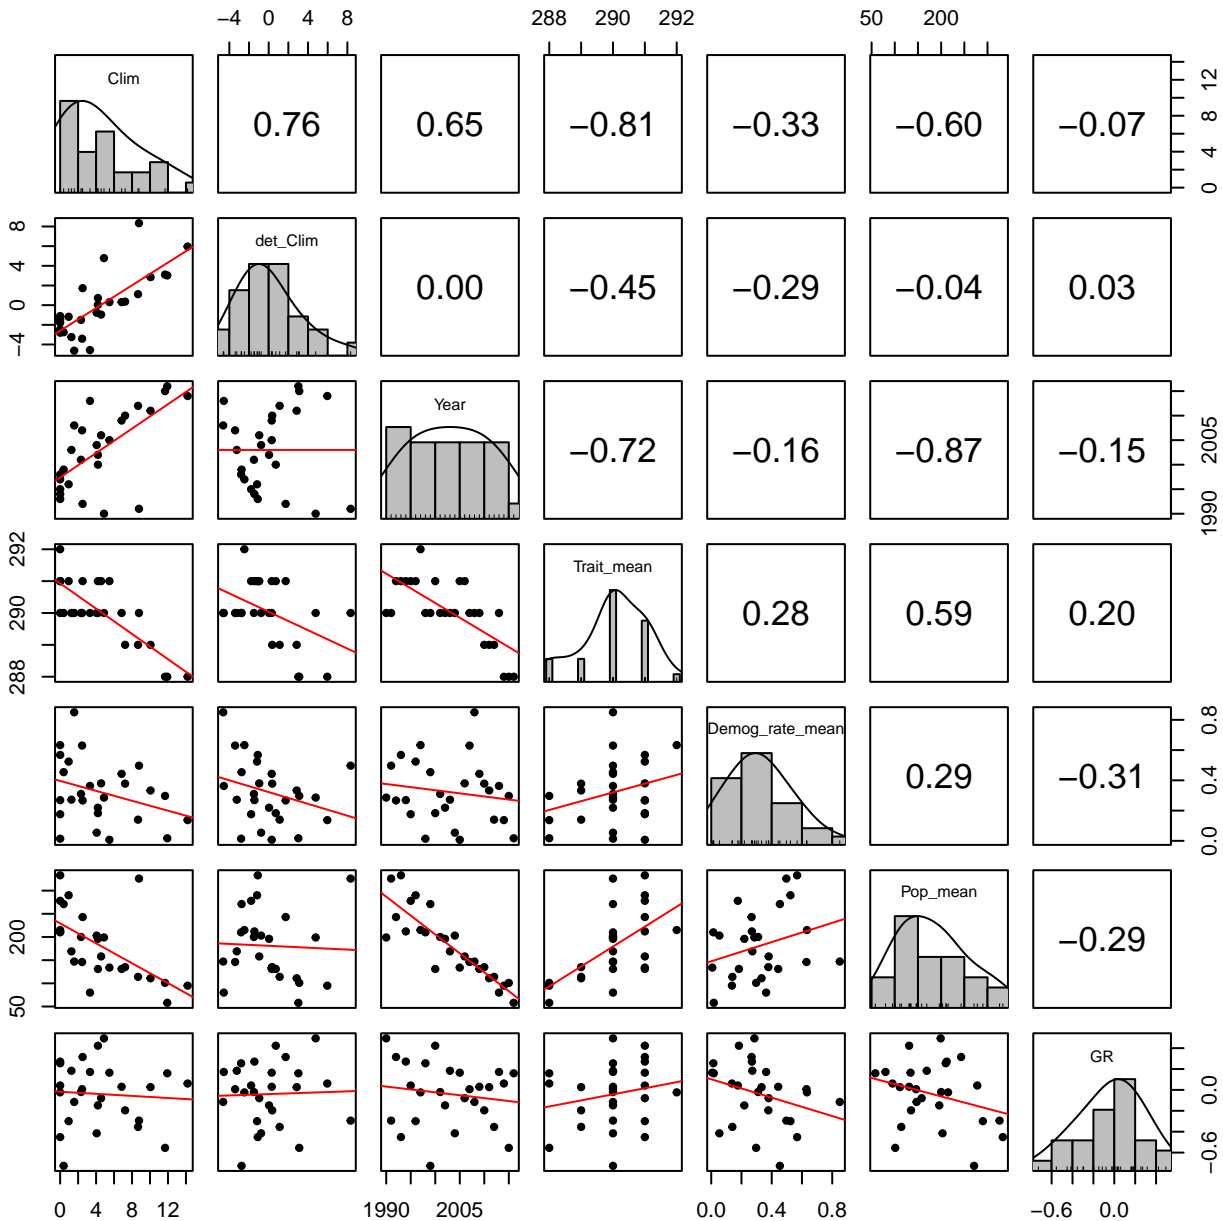 −4 0 4 8 288 290 292 50 200
Clim
0.76 0.65 −0.81 −0.33 −0.60 −0.07
0 4 8 12
−4 0 4 8
det_Clim
0.00 −0.45 −0.29 −0.04 0.03
Year
−0.72 −0.16 −0.87 −0.15
1990 2005
288 290 292
Trait_mean
0.28 0.59 0.20
Demog_rate_mean
0.29 −0.31
0.0 0.4 0.8
50 200
Pop_mean
−0.29
GR
−0.6 0.0
0 4 8 12 1990 2005 0.0 0.4 0.8 −0.6 0.0